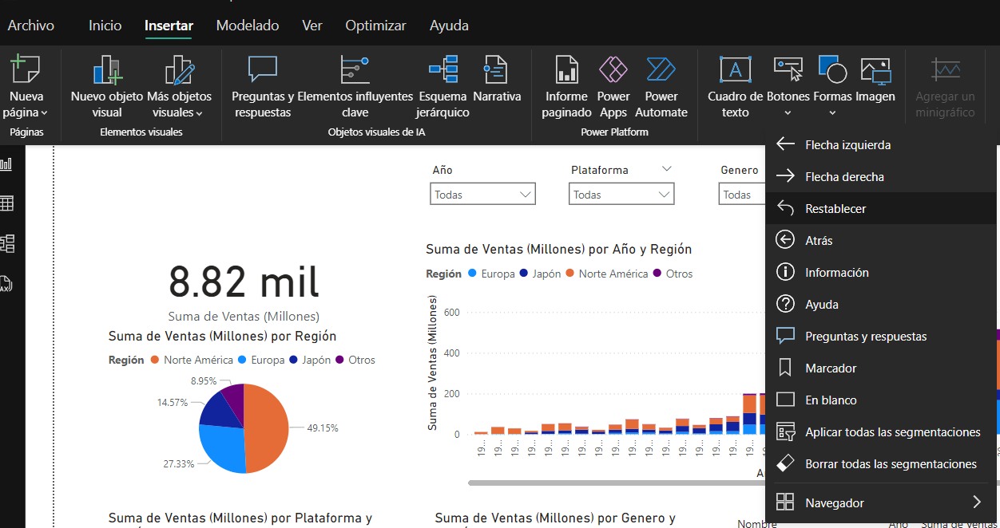 Archivo Inicio Insertar Modelado Ver Optimizar Ayuda
Nueva página
Páginas
Nuevo objeto visual
Más objetos visuales
Elementos visuales
Preguntas y respuestas
Elementos influyentes clave
Esquema jerárquico
Narrativa
Objetos visuales de IA
Informe paginado
Power Apps
Power Automate
Power Platform
Cuadro de texto
Botones
Formas
Imagen
Agregar un minigráfico
Flecha izquierda
Flecha derecha
Restablecer
Atrás
Información
Ayuda
Preguntas y respuestas
Marcador
En blanco
Aplicar todas las segmentaciones
Borrar todas las segmentaciones
Navegador
Año
Todas
Plataforma
Todas
Genero
Todas
8.82 mil
Suma de Ventas (Millones)
Suma de Ventas (Millones) por Región
Región Norte América Europa Japón Otros
8.95%
14.57%
49.15%
27.33%
Suma de Ventas (Millones) por Año y Región
Región Europa Japón Norte América Otros
Suma de Ventas (Millones)
600
400
200
0
19... 19... 19... 19... 19... 19... 19... 19... 19... 19... 19... 19... 19... 19... 19... 19... 19...
Suma de Ventas (Millones) por Plataforma y
Suma de Ventas (Millones) por Genero y
Nombre Año Suma de Ventas